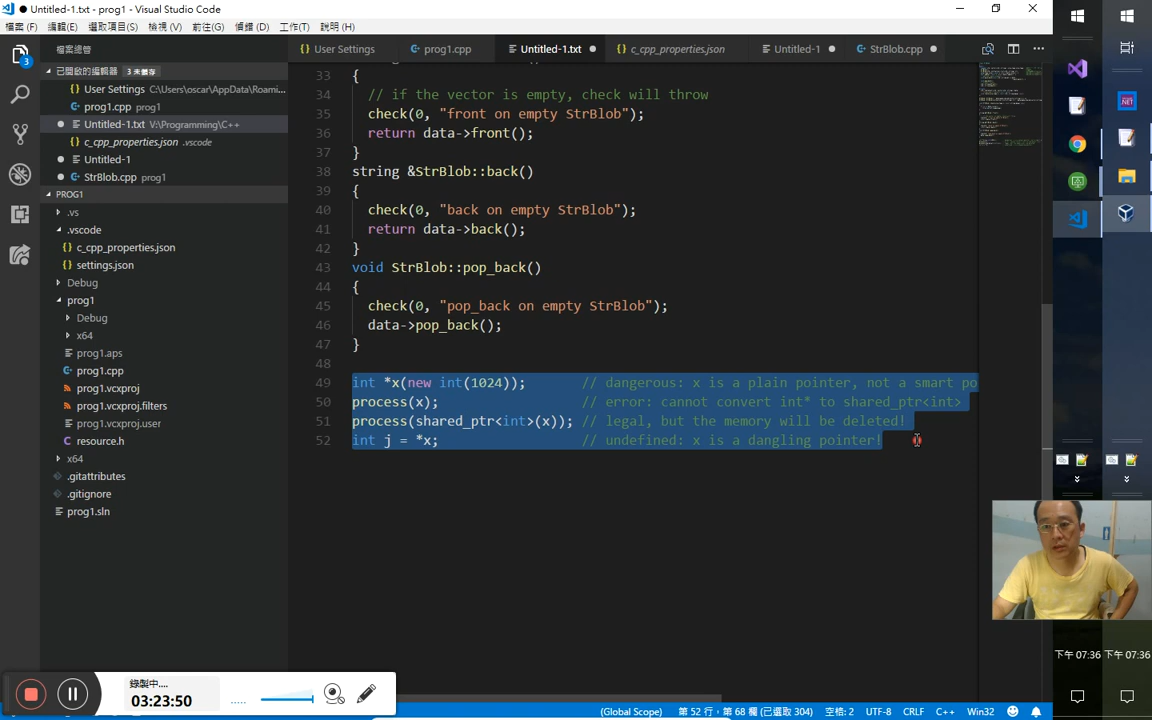 ● Untitled-1.txt - prog1 - Visual Studio Code
檔案 (F) 編輯(E) 選取項目(S) 檢視 (V) 前往(G) 偵錯 (D) 工作(T) 說明 (H)
檔案總管
User Settings prog1.cpp Untitled-1.txt ● c_cpp_properties.json Untitled-1 ● StrBlob.cpp ●
3
已開啟的編輯器 3 未儲存
User Settings C:\Users\oscar\AppData\Roami...
prog1.cpp prog1
● Untitled-1.txt V:\Programming\C++
c_cpp_properties.json .vscode
● Untitled-1
● StrBlob.cpp prog1
PROG1
.vs
.vscode
c_cpp_properties.json
settings.json
Debug
prog1
Debug
x64
prog1.aps
prog1.cpp
prog1.vcxproj
prog1.vcxproj.filters
prog1.vcxproj.user
resource.h
x64
.gitattributes
.gitignore
prog1.sln
33 {
34 // if the vector is empty, check will throw
35 check(0, "front on empty StrBlob");
36 return data->front();
37 }
38 string &StrBlob::back()
39 {
40 check(0, "back on empty StrBlob");
41 return data->back();
42 }
43 void StrBlob::pop_back()
44 {
45 check(0, "pop_back on empty StrBlob");
46 data->pop_back();
47 }
48
49 int *x(new int(1024)); // dangerous: x is a plain pointer, not a smart po
50 process(x); // error: cannot convert int* to shared_ptr<int>
51 process(shared_ptr<int>(x)); // legal, but the memory will be deleted!
52 int j = *x; // undefined: x is a dangling pointer!
.NET
下午 07:36 下午 07:36
錄製中....
03:23:50
(Global Scope) 第 52 行，第 68 欄 (已選取 304) 空格: 2 UTF-8 CRLF C++ Win32